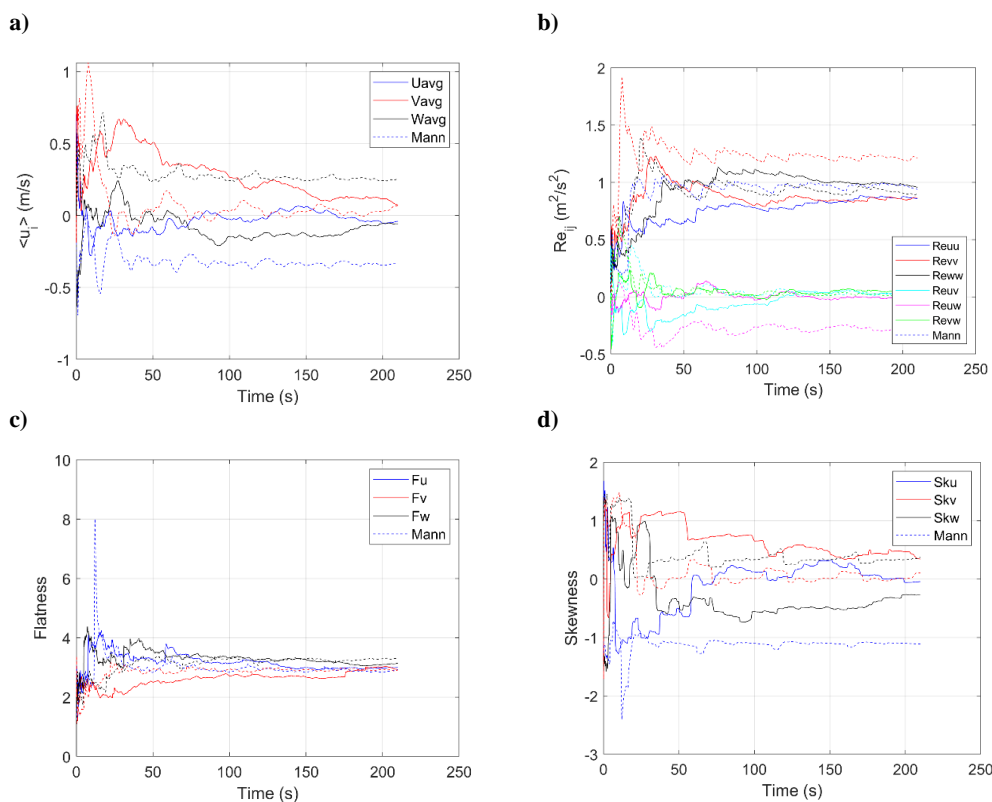 a)
1
0.5
0
-0.5
-1
<u_i> (m/s)
0 50 100 150 200 250
Time (s)
Uavg
Vavg
Wavg
Mann
b)
2
1.5
1
0.5
0
-0.5
Re_ij (m²/s²)
0 50 100 150 200 250
Time (s)
Reuu
Revv
Reww
Reuv
Reuw
Revw
Mann
c)
10
8
6
4
2
0
Flatness
0 50 100 150 200 250
Time (s)
Fu
Fv
Fw
Mann
d)
2
1
0
-1
-2
-3
Skewness
0 50 100 150 200 250
Time (s)
Sku
Skv
Skw
Mann